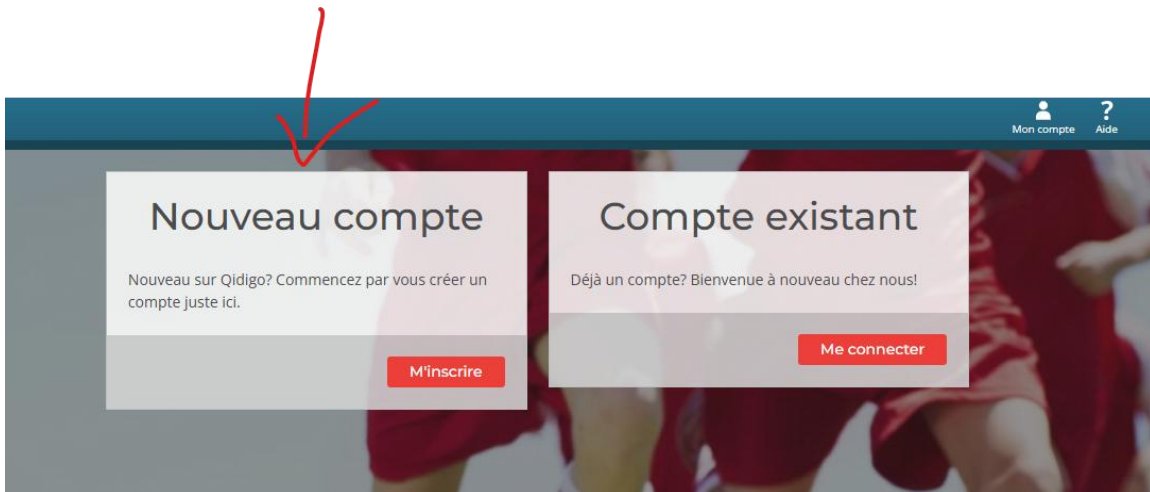 Mon compte
?
Aide
Nouveau compte
Nouveau sur Qidigo? Commencez par vous créer un
compte juste ici.
M'inscrire
Compte existant
Déjà un compte? Bienvenue à nouveau chez nous!
Me connecter